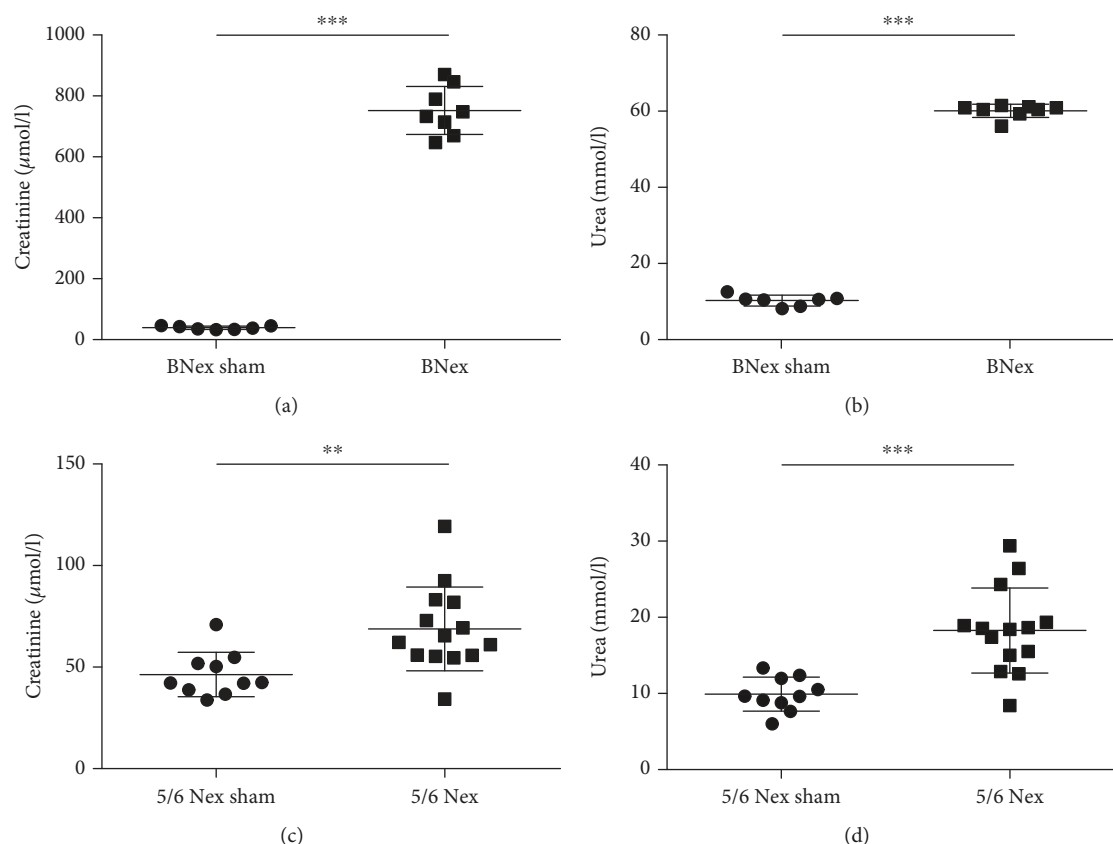 ***
1000
800
600
400
200
0
Creatinine (μmol/l)
BNex sham BNex
(a)
***
80
60
40
20
0
Urea (mmol/l)
BNex sham BNex
(b)
**
150
100
50
0
Creatinine (μmol/l)
5/6 Nex sham 5/6 Nex
(c)
***
40
30
20
10
0
Urea (mmol/l)
5/6 Nex sham 5/6 Nex
(d)